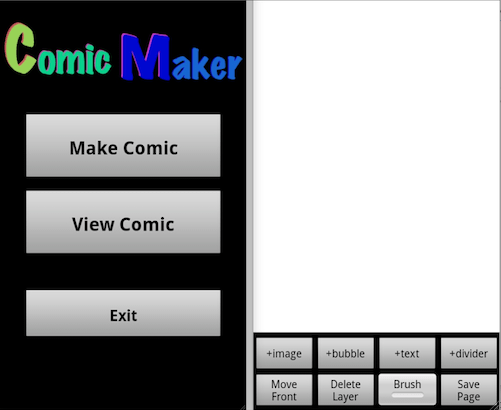 Comic Maker
Make Comic
View Comic
Exit
+image +bubble +text +divider
Move Front Delete Layer Brush Save Page